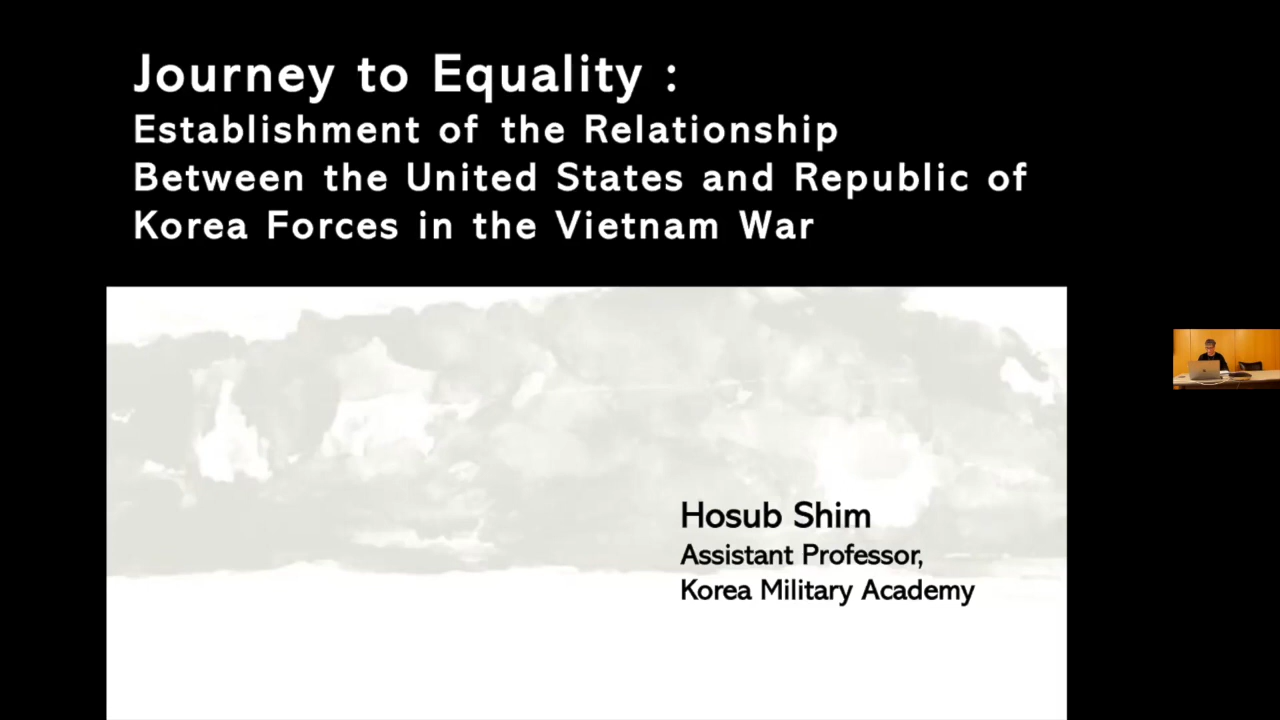 Journey to Equality :
Establishment of the Relationship
Between the United States and Republic of
Korea Forces in the Vietnam War
Hosub Shim
Assistant Professor,
Korea Military Academy